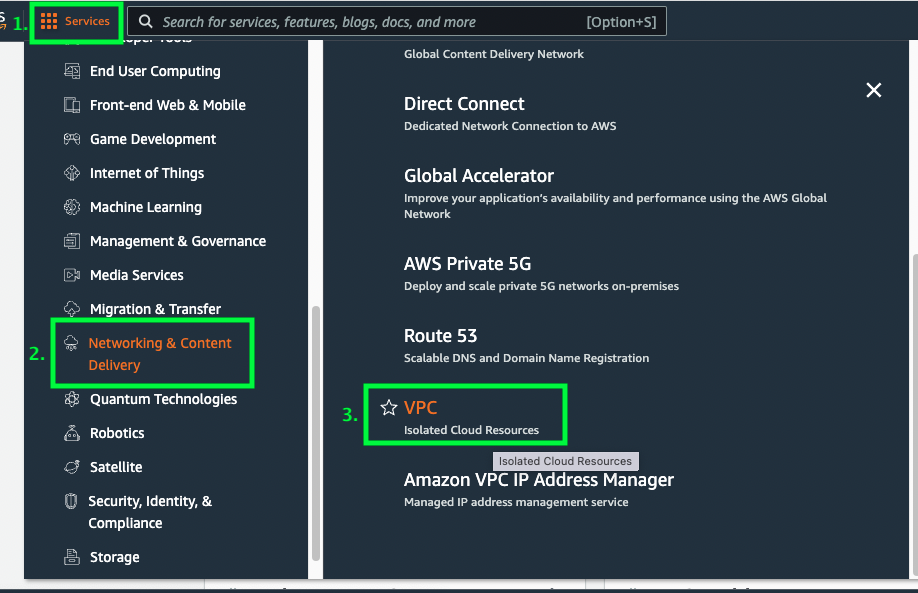 1.
Services
Search for services, features, blogs, docs, and more
[Option+S]
End User Computing
Front-end Web & Mobile
Game Development
Internet of Things
Machine Learning
Management & Governance
Media Services
Migration & Transfer
2.
Networking & Content
Delivery
Quantum Technologies
Robotics
Satellite
Security, Identity, &
Compliance
Storage
Global Content Delivery Network
Direct Connect
Dedicated Network Connection to AWS
Global Accelerator
Improve your application's availability and performance using the AWS Global
Network
AWS Private 5G
Deploy and scale private 5G networks on-premises
Route 53
Scalable DNS and Domain Name Registration
3.
VPC
Isolated Cloud Resources
Isolated Cloud Resources
Amazon VPC IP Address Manager
Managed IP address management service